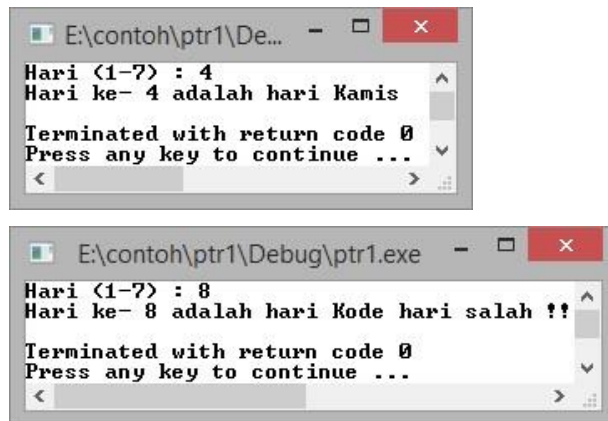 E:\contoh\ptr1\De...
Hari (1-7) : 4
Hari ke- 4 adalah hari Kamis
Terminated with return code 0
Press any key to continue ...
E:\contoh\ptr1\Debug\ptr1.exe
Hari (1-7) : 8
Hari ke- 8 adalah hari Kode hari salah !!
Terminated with return code 0
Press any key to continue ...